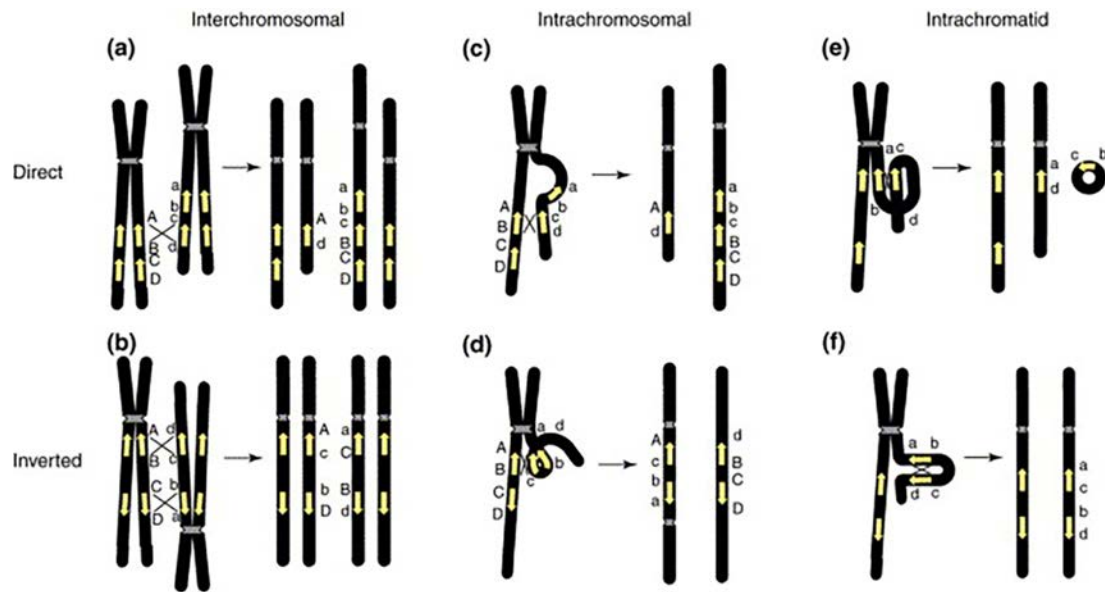 Interchromosomal
Intrachromosomal
Intrachromatid
Direct
(a)
a
A b
c
B d
C
D
A
d
a
b
c
B
C
D
(c)
a
A b
B c
C d
D
A
d
a
b
c
B
C
D
(e)
a c
b d
a
d
c b
Inverted
(b)
A d
B c
C b
D a
A
c
b
D
a
C
B
d
(d)
a d
A
B b
C c
D
A
c
b
a
d
B
C
D
(f)
a b
d c
a
c
b
d